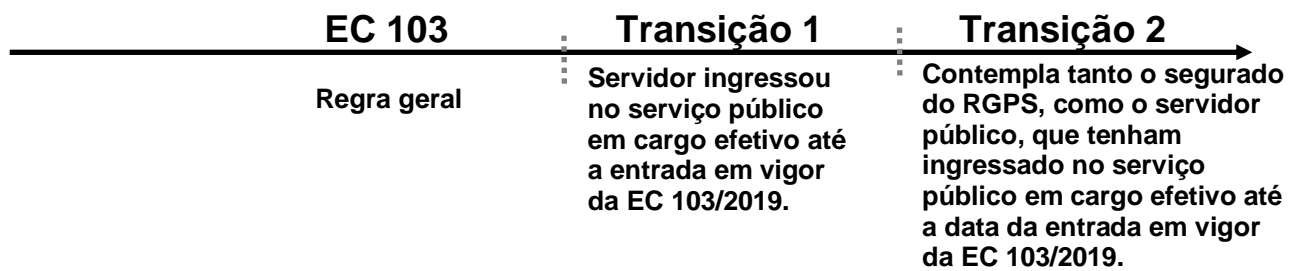 EC 103
Regra geral
Transição 1
Servidor ingressou
no serviço público
em cargo efetivo até
a entrada em vigor
da EC 103/2019.
Transição 2
Contempla tanto o segurado
do RGPS, como o servidor
público, que tenham
ingressado no serviço
público em cargo efetivo até
a data da entrada em vigor
da EC 103/2019.